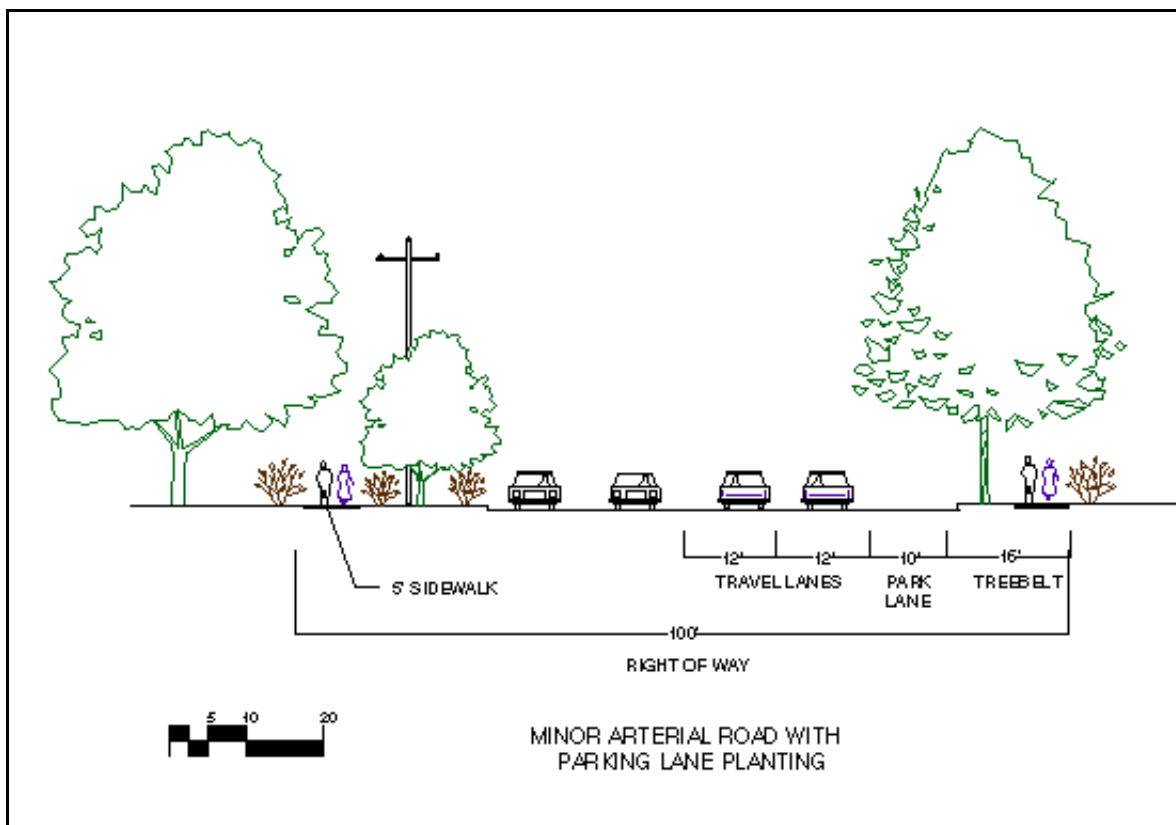 12'
12'
10'
16'
5' SIDEWALK
TRAVEL LANES
PARK
LANE
TREEBELT
100'
RIGHT OF WAY
5
10
20
MINOR ARTERIAL ROAD WITH
PARKING LANE PLANTING